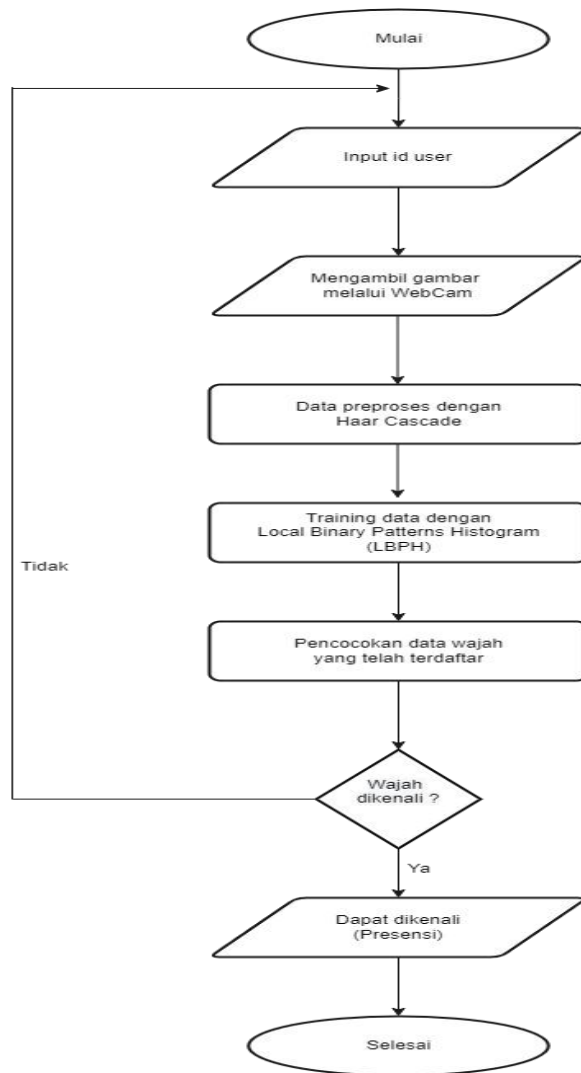 Mulai
Input id user
Mengambil gambar
melalui WebCam
Data preproses dengan
Haar Cascade
Training data dengan
Local Binary Patterns Histogram
(LBPH)
Tidak
Pencocokan data wajah
yang telah terdaftar
Wajah
dikenali ?
Ya
Dapat dikenali
(Presensi)
Selesai